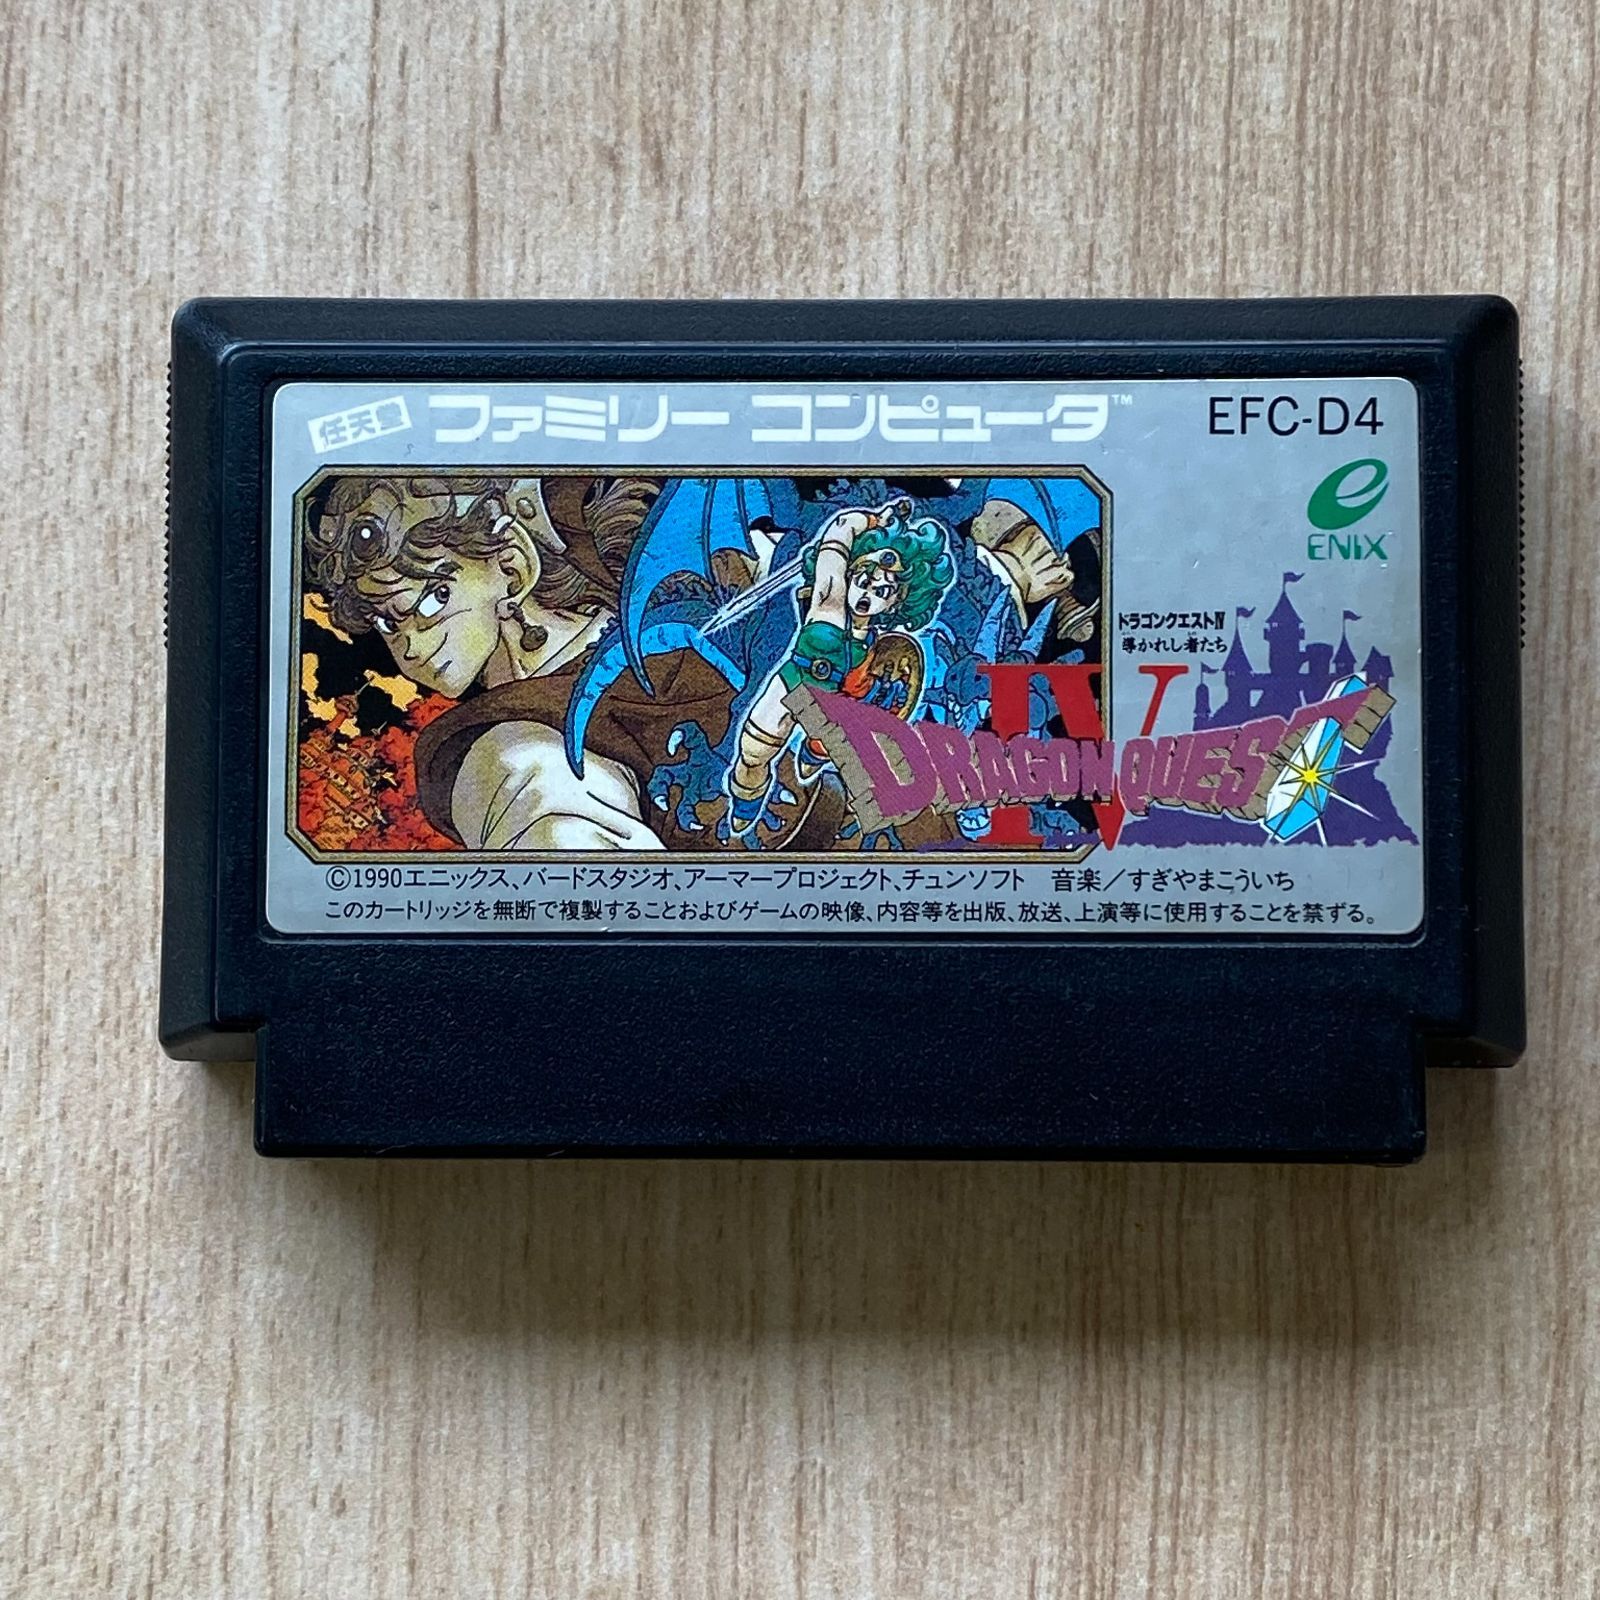 任天堂 ファミリー コンピュータ™ EFC-D4
e
ENIX
ドラゴンクエストIV
導かれし者たち
IV
DRAGON QUEST
©1990エニックス、バードスタジオ、アーマープロジェクト、チュンソフト 音楽/すぎやまこういち
このカートリッジを無断で複製することおよびゲームの映像、内容等を出版、放送、上演等に使用することを禁ずる。